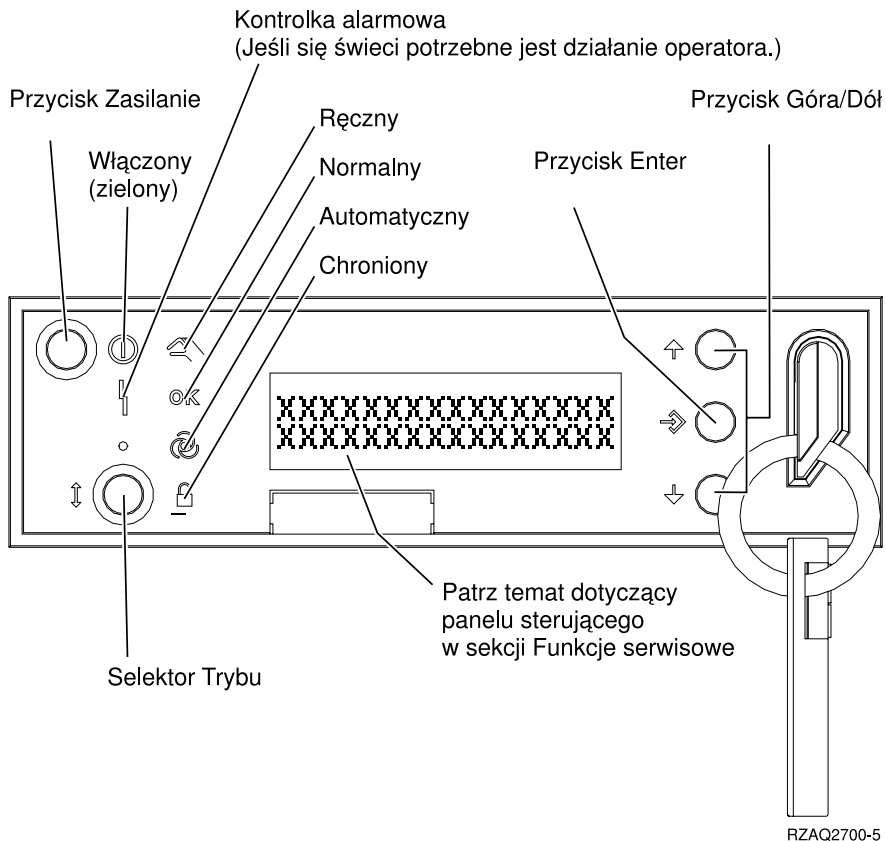 Kontrolka alarmowa
(Jeśli się świeci potrzebne jest działanie operatora.)
Przycisk Zasilanie
Przycisk Góra/Dół
Ręczny
Włączony
(zielony)
Normalny
Przycisk Enter
Automatyczny
Chroniony
OK
XXXXXXXXXXXXXXXX
XXXXXXXXXXXXXXXX
Patrz temat dotyczący
panelu sterującego
w sekcji Funkcje serwisowe
Selektor Trybu
RZAQ2700-5